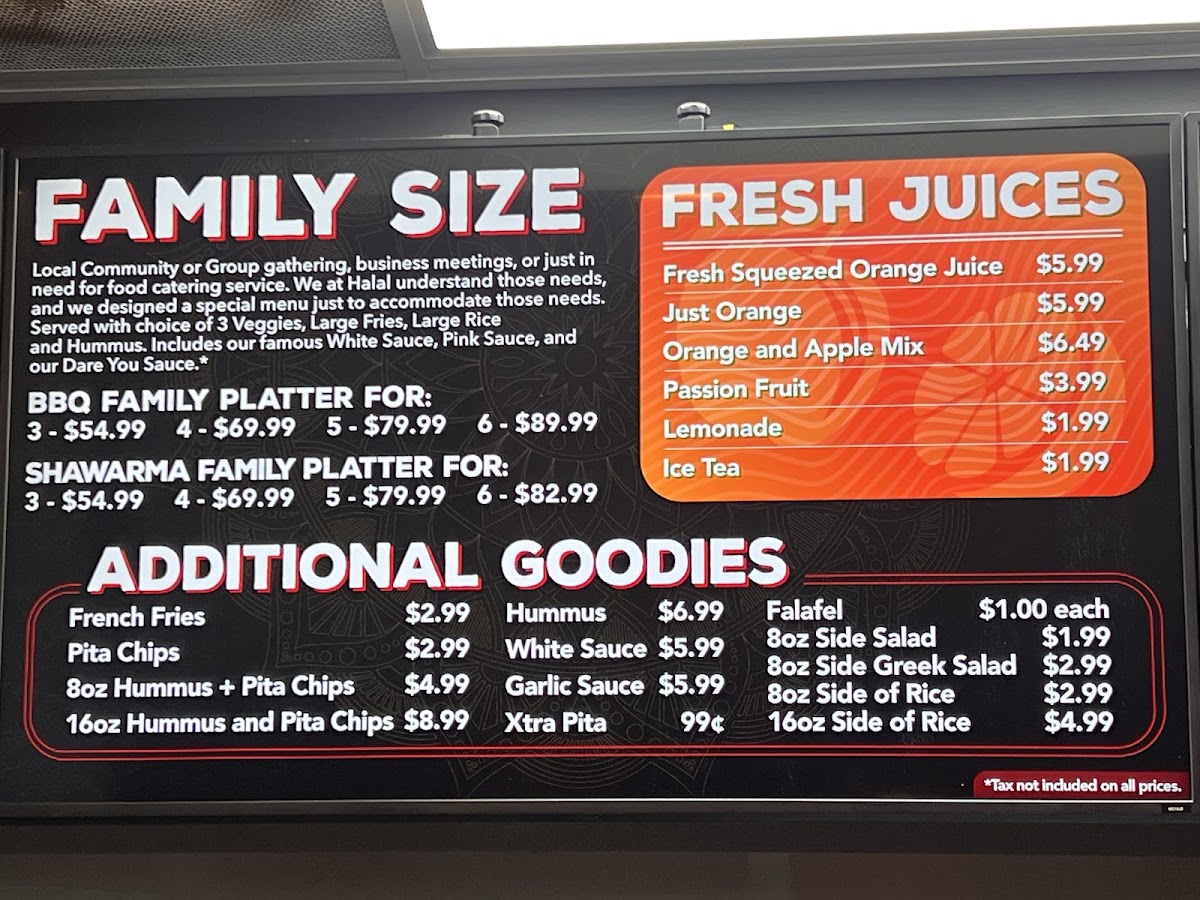 FAMILY SIZE
Local Community or Group gathering, business meetings, or just in
need for food catering service. We at Halal understand those needs,
and we designed a special menu just to accommodate those needs.
Served with choice of 3 Veggies, Large Fries, Large Rice
and Hummus. Includes our famous White Sauce, Pink Sauce, and
our Dare You Sauce.*
BBQ FAMILY PLATTER FOR:
3 - $54.99 4 - $69.99 5 - $79.99 6 - $89.99
SHAWARMA FAMILY PLATTER FOR:
3 - $54.99 4 - $69.99 5 - $79.99 6 - $82.99
FRESH JUICES
Fresh Squeezed Orange Juice $5.99
Just Orange $5.99
Orange and Apple Mix $6.49
Passion Fruit $3.99
Lemonade $1.99
Ice Tea $1.99
ADDITIONAL GOODIES
French Fries $2.99
Pita Chips $2.99
8oz Hummus + Pita Chips $4.99
16oz Hummus and Pita Chips $8.99
Hummus $6.99
White Sauce $5.99
Garlic Sauce $5.99
Xtra Pita 99¢
Falafel $1.00 each
8oz Side Salad $1.99
8oz Side Greek Salad $2.99
8oz Side of Rice $2.99
16oz Side of Rice $4.99
*Tax not included on all prices.